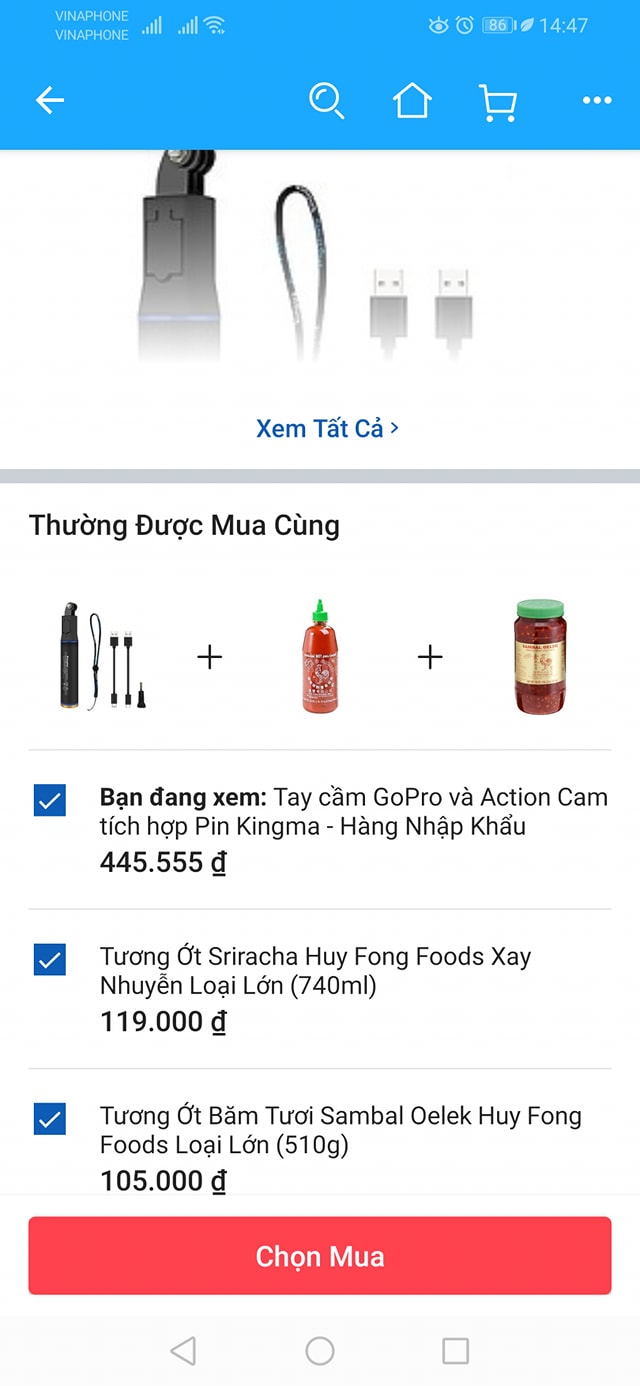 VINAPHONE
VINAPHONE
86
14:47
Xem Tất Cả
Thường Được Mua Cùng
SAMBAL OELEK
Bạn đang xem: Tay cầm GoPro và Action Cam
tích hợp Pin Kingma - Hàng Nhập Khẩu
445.555 ₫
Tương Ớt Sriracha Huy Fong Foods Xay
Nhuyễn Loại Lớn (740ml)
119.000 ₫
Tương Ớt Băm Tươi Sambal Oelek Huy Fong
Foods Loại Lớn (510g)
105.000 ₫
Chọn Mua